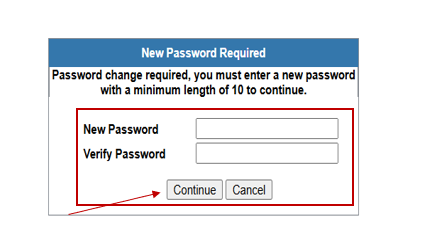 New Password Required
Password change required, you must enter a new password
with a minimum length of 10 to continue.
New Password
Verify Password
Continue Cancel